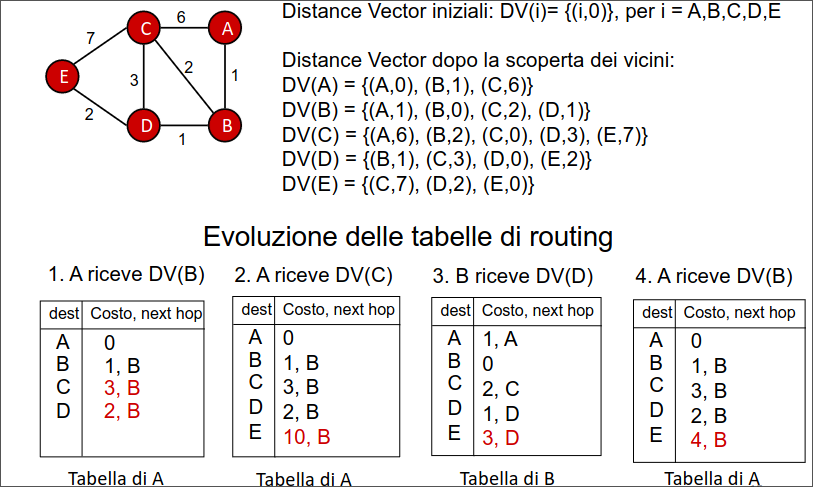 Distance Vector iniziali: DV(i)= {(i,0)}, per i = A,B,C,D,E
6
C
A
7
2
1
E
3
2
D
B
1
Distance Vector dopo la scoperta dei vicini:
DV(A) = {(A,0), (B,1), (C,6)}
DV(B) = {(A,1), (B,0), (C,2), (D,1)}
DV(C) = {(A,6), (B,2), (C,0), (D,3), (E,7)}
DV(D) = {(B,1), (C,3), (D,0), (E,2)}
DV(E) = {(C,7), (D,2), (E,0)}
Evoluzione delle tabelle di routing
1. A riceve DV(B)
dest Costo, next hop
A 0
B 1, B
C 3, B
D 2, B
Tabella di A
2. A riceve DV(C)
dest Costo, next hop
A 0
B 1, B
C 3, B
D 2, B
E 10, B
Tabella di A
3. B riceve DV(D)
dest Costo, next hop
A 1, A
B 0
C 2, C
D 1, D
E 3, D
Tabella di B
4. A riceve DV(B)
dest Costo, next hop
A 0
B 1, B
C 3, B
D 2, B
E 4, B
Tabella di A